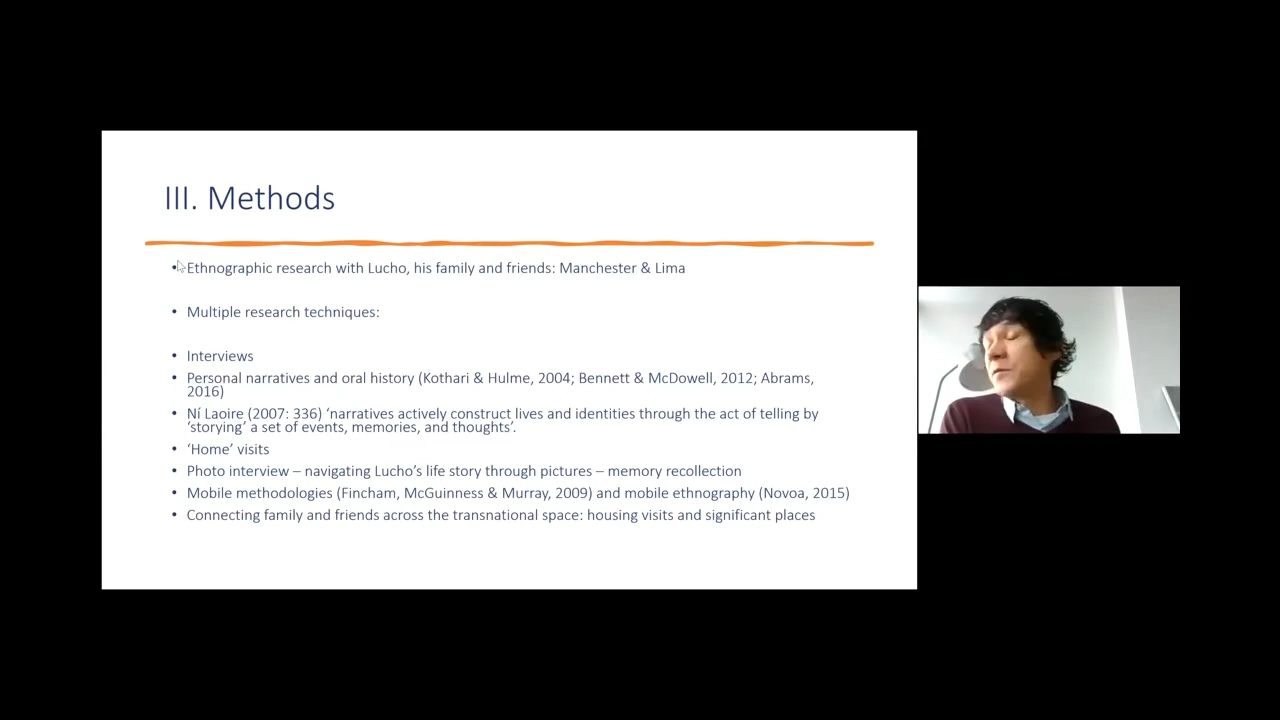 III. Methods
• Ethnographic research with Lucho, his family and friends: Manchester & Lima
• Multiple research techniques:
• Interviews
• Personal narratives and oral history (Kothari & Hulme, 2004; Bennett & McDowell, 2012; Abrams,
2016)
• Ní Laoire (2007: 336) ‘narratives actively construct lives and identities through the act of telling by
‘storying’ a set of events, memories, and thoughts’.
• ‘Home’ visits
• Photo interview – navigating Lucho’s life story through pictures – memory recollection
• Mobile methodologies (Fincham, McGuinness & Murray, 2009) and mobile ethnography (Novoa, 2015)
• Connecting family and friends across the transnational space: housing visits and significant places